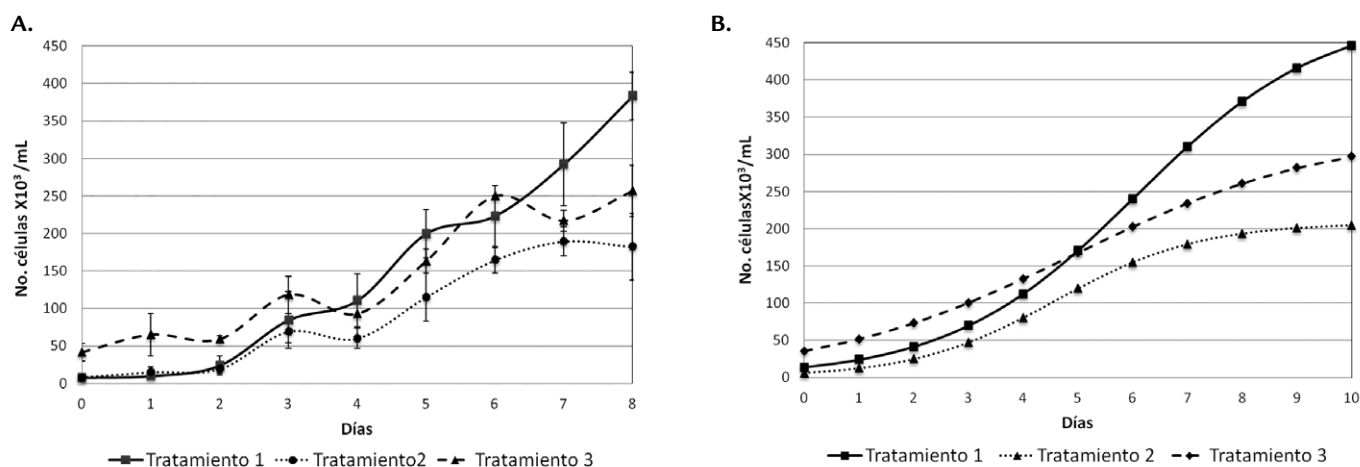 A.
No. células X10³/mL
450
400
350
300
250
200
150
100
50
0
0 1 2 3 4 5 6 7 8
Días
Tratamiento 1 Tratamiento2 Tratamiento 3
B.
No. célulasX10³/mL
450
400
350
300
250
200
150
100
50
0
0 1 2 3 4 5 6 7 8 9 10
Días
Tratamiento 1 Tratamiento 2 Tratamiento 3